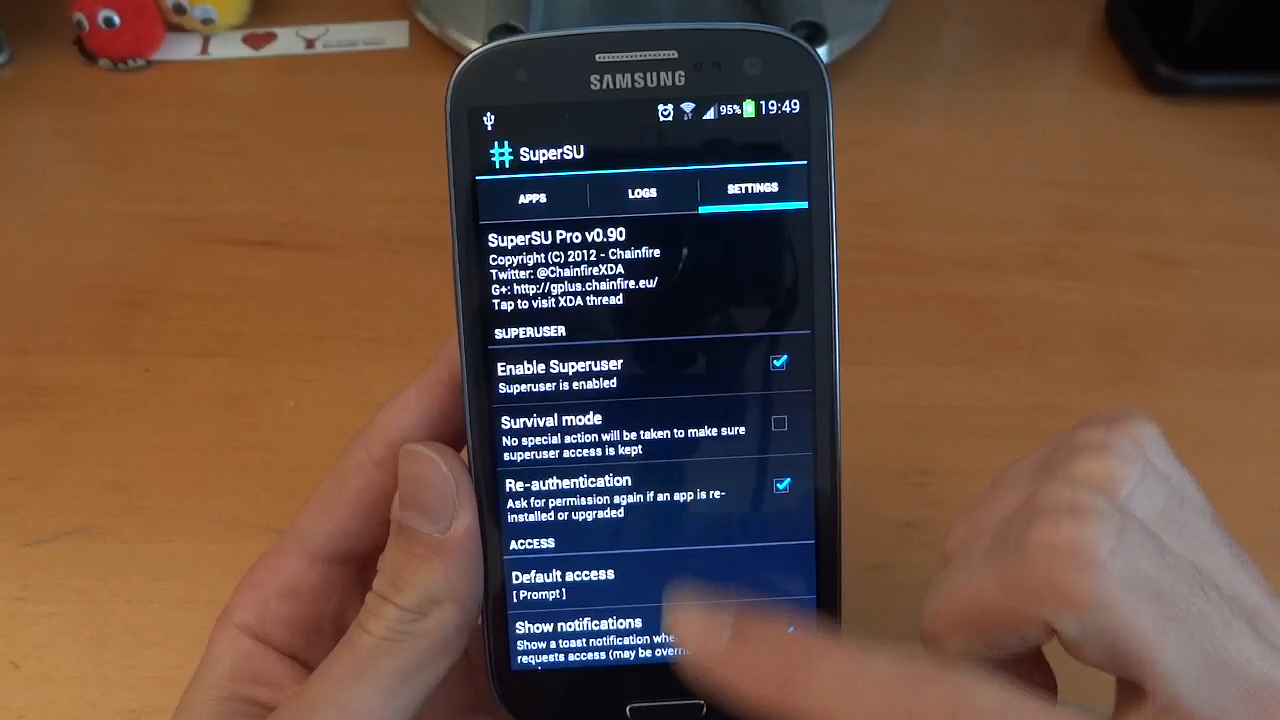 I
SAMSUNG
95% 19:49
SuperSU
APPS LOGS SETTINGS
SuperSU Pro v0.90
Copyright (C) 2012 - Chainfire
Twitter: @ChainfireXDA
G+: http://gplus.chainfire.eu/
Tap to visit XDA thread
SUPERUSER
Enable Superuser
Superuser is enabled
Survival mode
No special action will be taken to make sure
superuser access is kept
Re-authentication
Ask for permission again if an app is re-
installed or upgraded
ACCESS
Default access
[ Prompt ]
Show notifications
Show a toast notification
requests access (may be